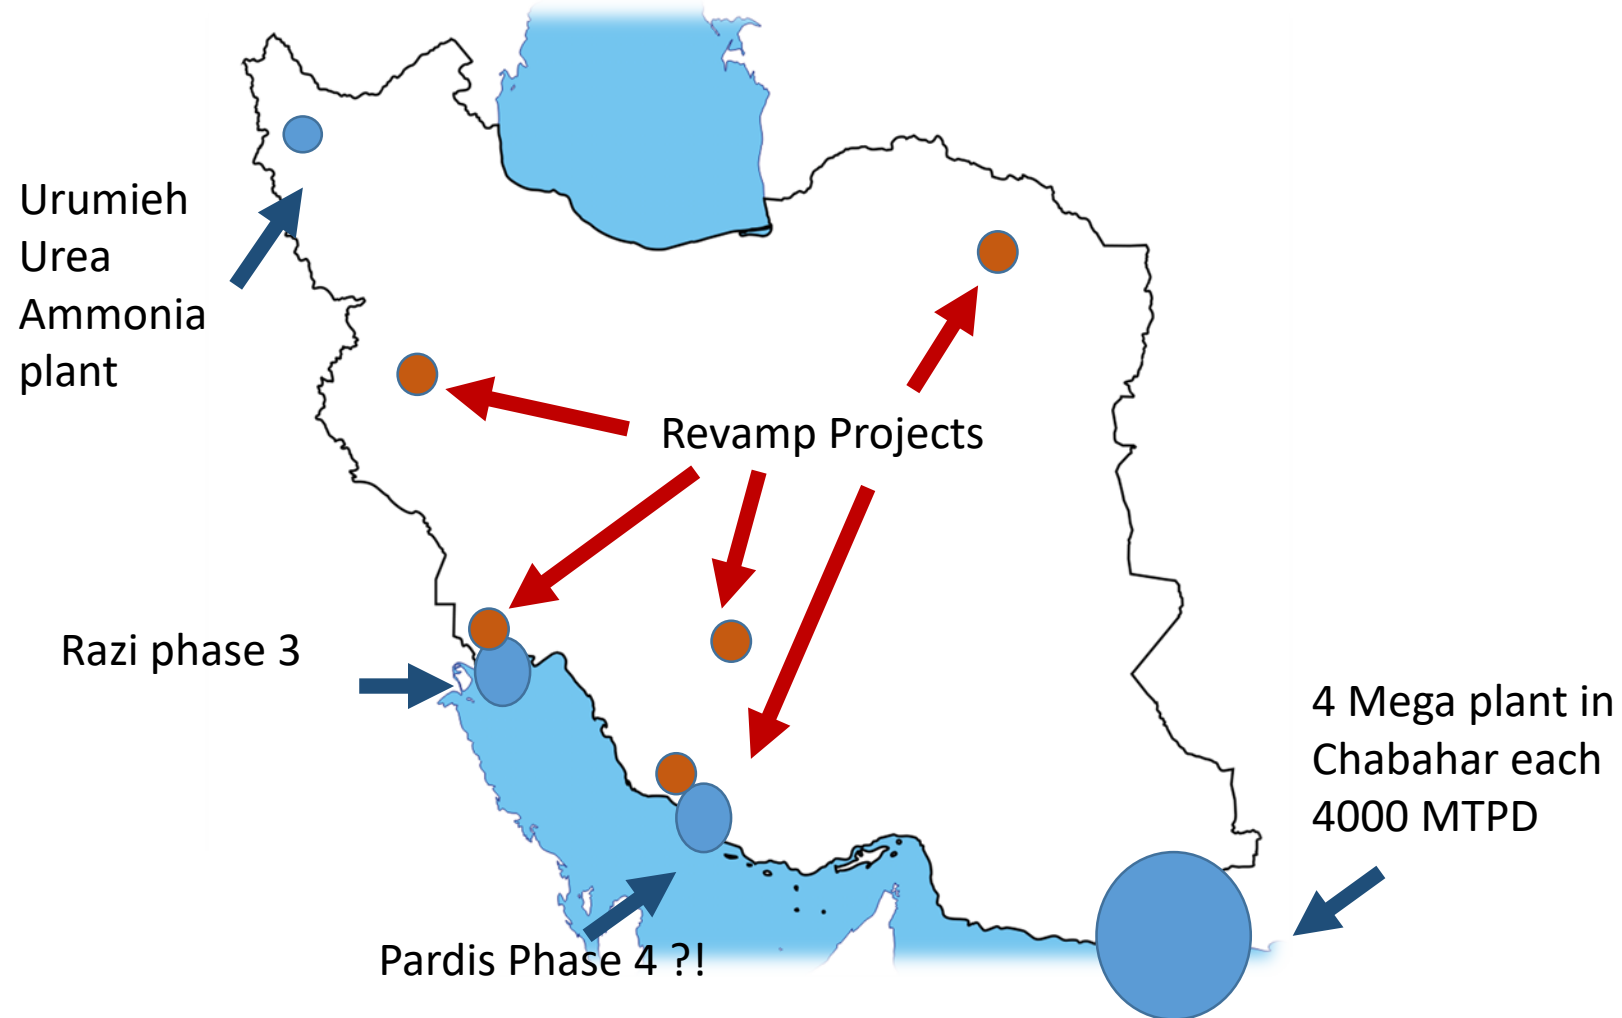 Urumieh
Urea
Ammonia
plant
Revamp Projects
Razi phase 3
4 Mega plant in
Chabahar each
4000 MTPD
Pardis Phase 4 ?!